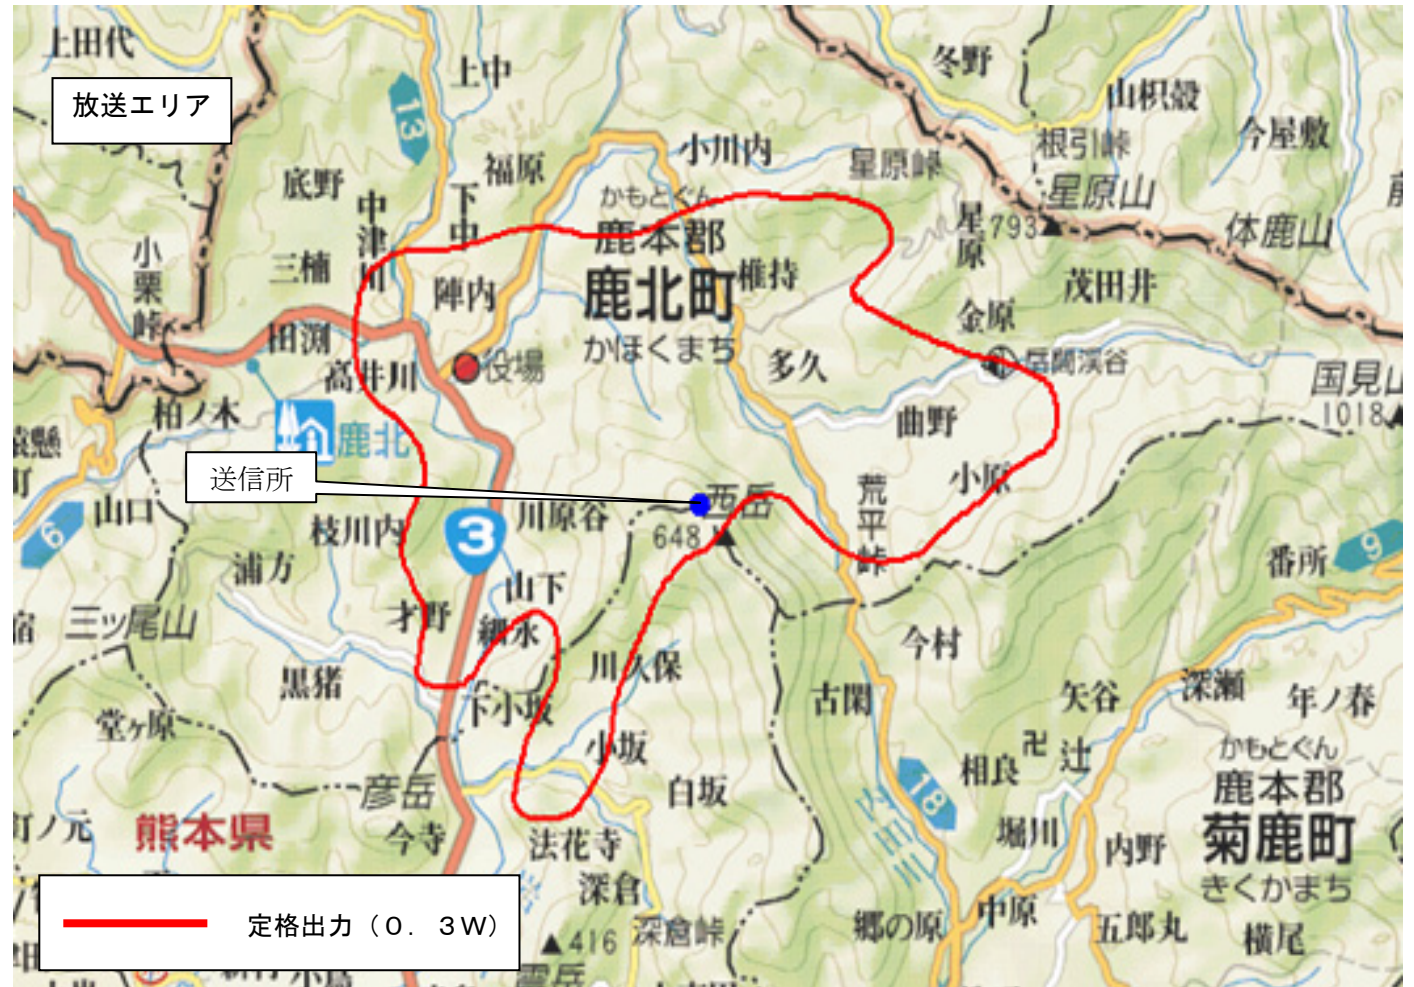 上田代
放送エリア
13
上中
冬野
山枳殻
今屋敷
根引峠
小川内
星原峠
底野
福原
中津川
下中
かもとぐん
鹿本郡
鹿北町
かほくまち
星原山
793
星原
体鹿山
小栗峠
三楠
陣内
椎持
茂田井
金原
田渕
高井川
役場
多久
国見山
1018
柏ノ木
鹿北
曲野
送信所
山口
枝川内
3
川原谷
西岳
648
荒平峠
小原
9
番所
浦方
山下
三ッ尾山
才野
細永
今村
黒猪
川久保
下小坂
古閑
矢谷
深瀬
年ノ春
堂ヶ原
小坂
卍
辻
相良
かもとぐん
鹿本郡
菊鹿町
きくかまち
彦岳
白坂
18
内田川
熊本県
今寺
法花寺
堀川
内野
深倉
定格出力（０．３Ｗ）
416
深倉峠
郷の原
中原
五郎丸
横尾